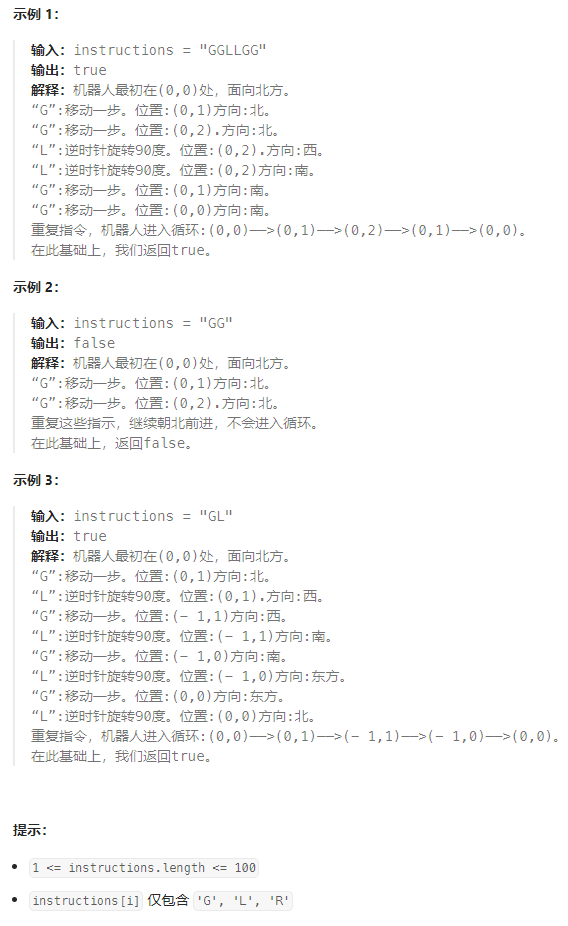 示例 1：
输入：instructions = "GGLLGG"
输出：true
解释：机器人最初在(0,0)处，面向北方。
“G”:移动一步。位置:(0,1)方向:北。
“G”:移动一步。位置:(0,2).方向:北。
“L”:逆时针旋转90度。位置:(0,2).方向:西。
“L”:逆时针旋转90度。位置:(0,2)方向:南。
“G”:移动一步。位置:(0,1)方向:南。
“G”:移动一步。位置:(0,0)方向:南。
重复指令，机器人进入循环:(0,0)——>(0,1)——>(0,2)——>(0,1)——>(0,0)。
在此基础上，我们返回true。
示例 2：
输入：instructions = "GG"
输出：false
解释：机器人最初在(0,0)处，面向北方。
“G”:移动一步。位置:(0,1)方向:北。
“G”:移动一步。位置:(0,2).方向:北。
重复这些指示，继续朝北前进，不会进入循环。
在此基础上，返回false。
示例 3：
输入：instructions = "GL"
输出：true
解释：机器人最初在(0,0)处，面向北方。
“G”:移动一步。位置:(0,1)方向:北。
“L”:逆时针旋转90度。位置:(0,1).方向:西。
“G”:移动一步。位置:(- 1,1)方向:西。
“L”:逆时针旋转90度。位置:(- 1,1)方向:南。
“G”:移动一步。位置:(- 1,0)方向:南。
“L”:逆时针旋转90度。位置:(- 1,0)方向:东方。
“G”:移动一步。位置:(0,0)方向:东方。
“L”:逆时针旋转90度。位置:(0,0)方向:北。
重复指令，机器人进入循环:(0,0)——>(0,1)——>(- 1,1)——>(- 1,0)——>(0,0)。
在此基础上，我们返回true。
提示：
1 <= instructions.length <= 100
instructions[i] 仅包含 'G', 'L', 'R'